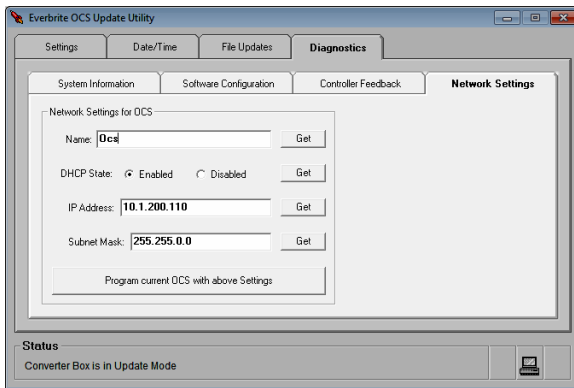 Everbrite OCS Update Utility
Settings Date/Time File Updates Diagnostics
System Information Software Configuration Controller Feedback Network Settings
Network Settings for OCS
Name: Ocs Get
DHCP State: Enabled Disabled Get
IP Address: 10.1.200.110 Get
Subnet Mask: 255.255.0.0 Get
Program current OCS with above Settings
Status
Converter Box is in Update Mode